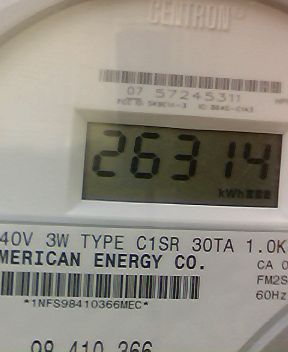 CENTRON®
07 57245311
26314
kWh
40V 3W TYPE C1SR 30TA 1.0K
MERICAN ENERGY CO.
CA 0
FM2S
60Hz
*1NFS98410366MEC*
98 410 366